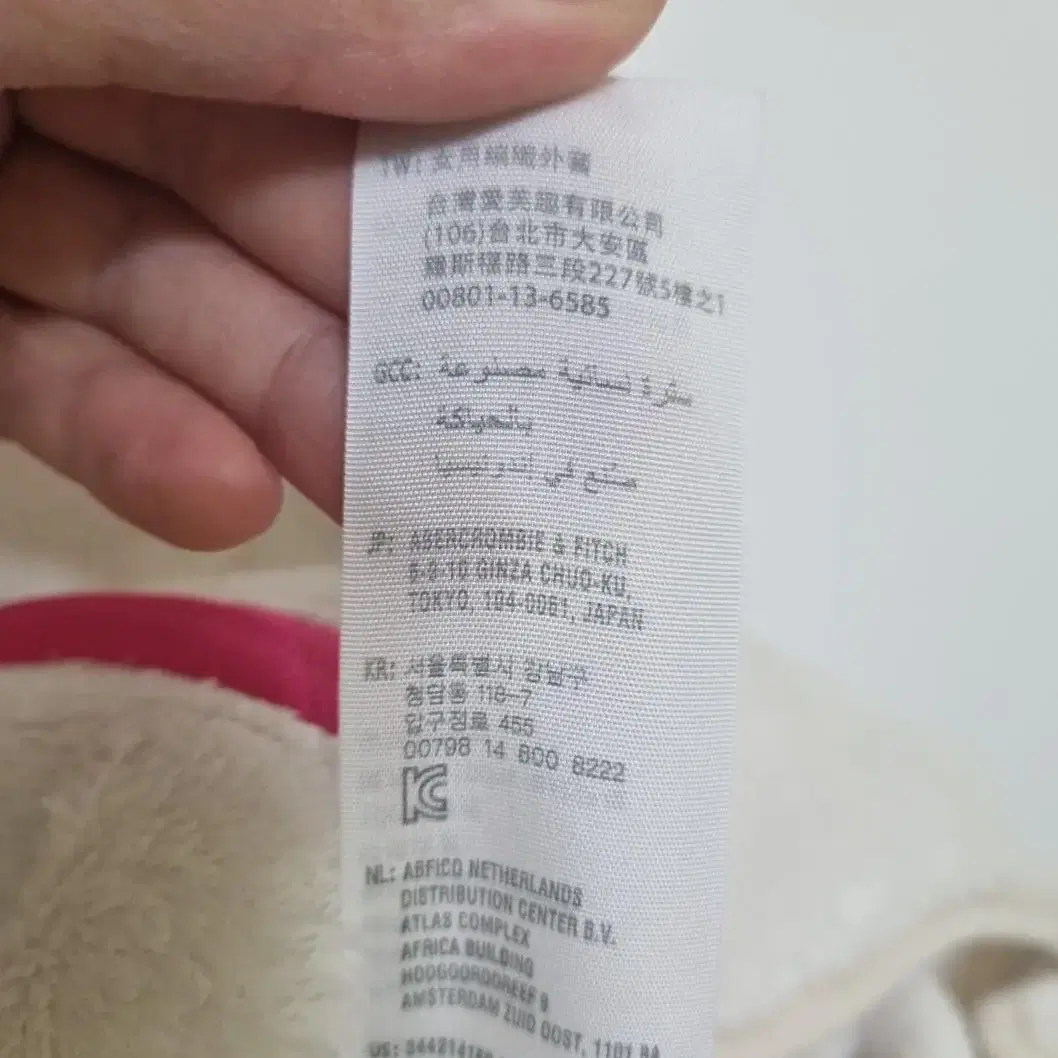 TW: 女用編織外套
台灣愛芙趣有限公司
(106)台北市大安區
羅斯福路三段227號5樓之1
00801-13-6585
GCC: سترة نسائية مصنوعة
بالحياكة
صنع في إندونيسيا
JP: ABERCROMBIE & FITCH
6-9-10 GINZA CHUO-KU,
TOKYO, 104-0061, JAPAN
KR: 서울특별시 강남구
청담동 118-7
압구정로 455
00798 14 800 8222
NL: ABFICO NETHERLANDS
DISTRIBUTION CENTER B.V.
ATLAS COMPLEX
AFRICA BUILDING
HOOGOORDDREEF 9
AMSTERDAM ZUID OOST, 1101 BA
US: